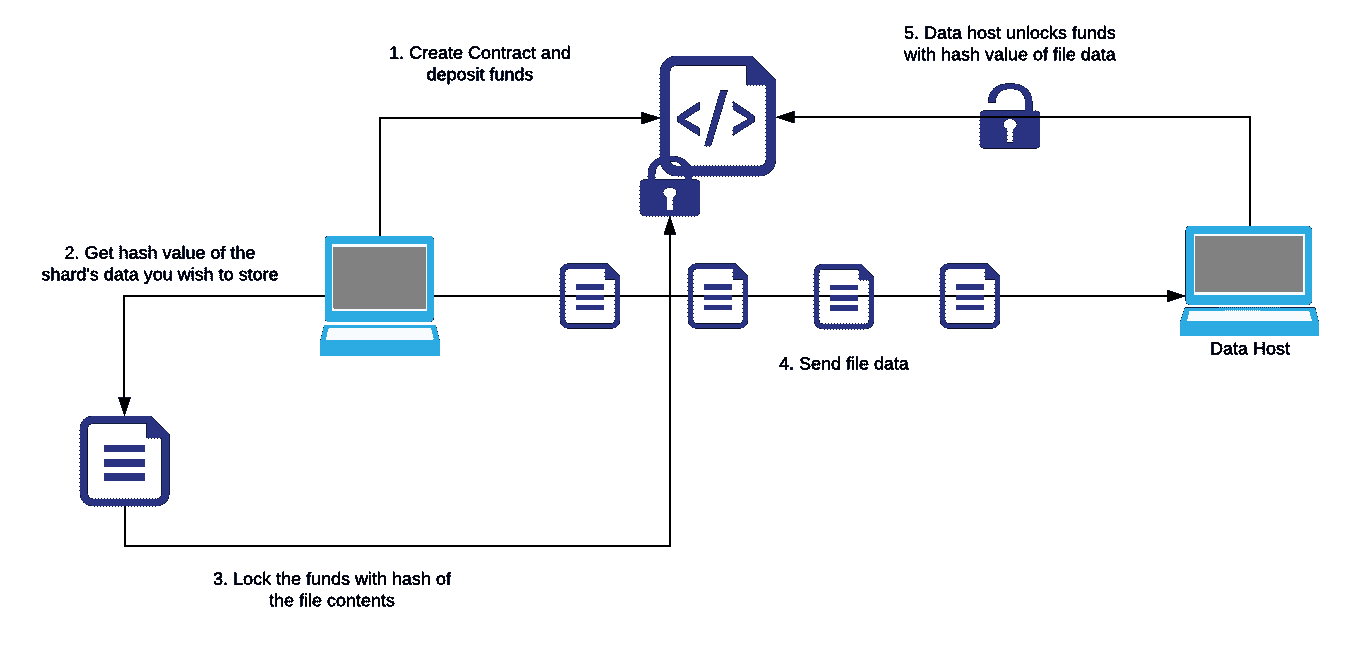 1. Create Contract and
deposit funds
5. Data host unlocks funds
with hash value of file data
</>
2. Get hash value of the
shard's data you wish to store
4. Send file data
Data Host
3. Lock the funds with hash of
the file contents